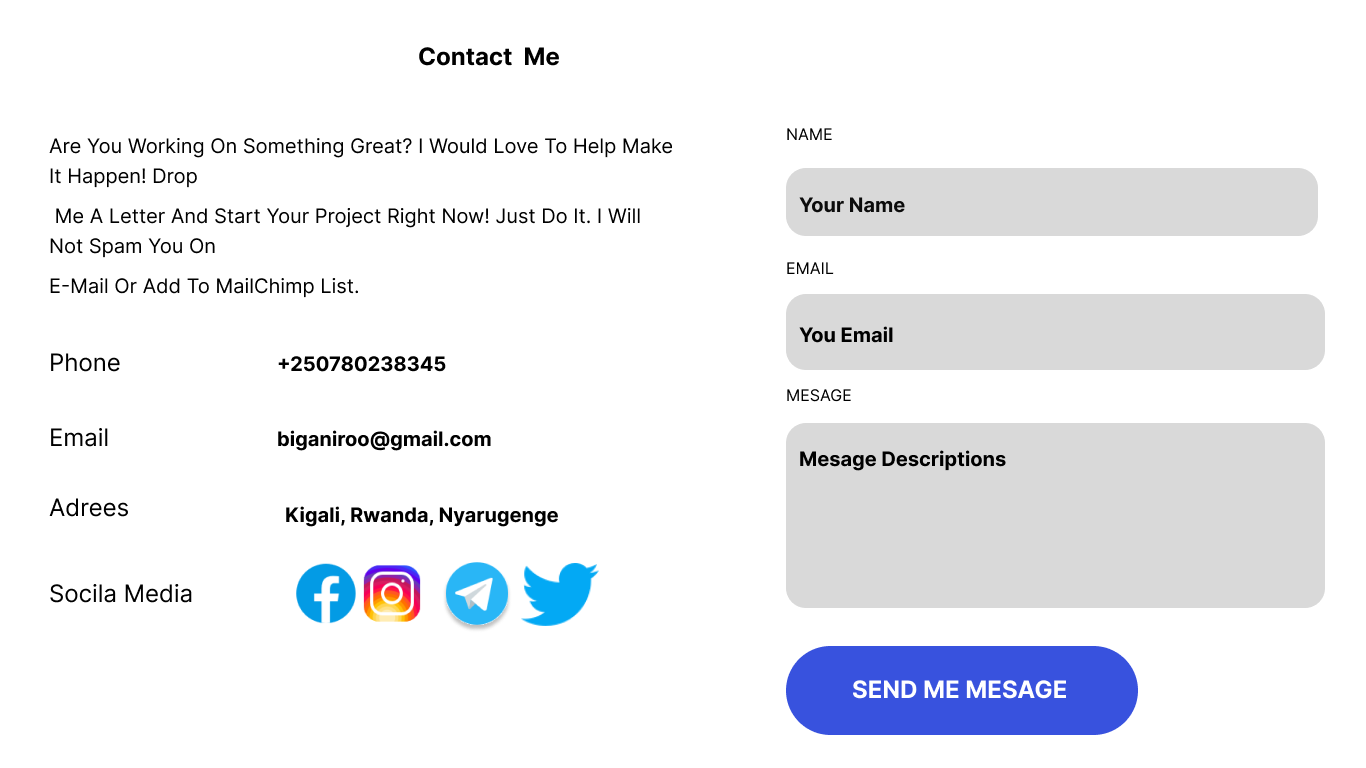 Contact Me
Are You Working On Something Great? I Would Love To Help Make
It Happen! Drop
Me A Letter And Start Your Project Right Now! Just Do It. I Will
Not Spam You On
E-Mail Or Add To MailChimp List.
Phone +250780238345
Email biganiroo@gmail.com
Adrees Kigali, Rwanda, Nyarugenge
Socila Media
NAME
Your Name
EMAIL
You Email
MESAGE
Mesage Descriptions
SEND ME MESAGE